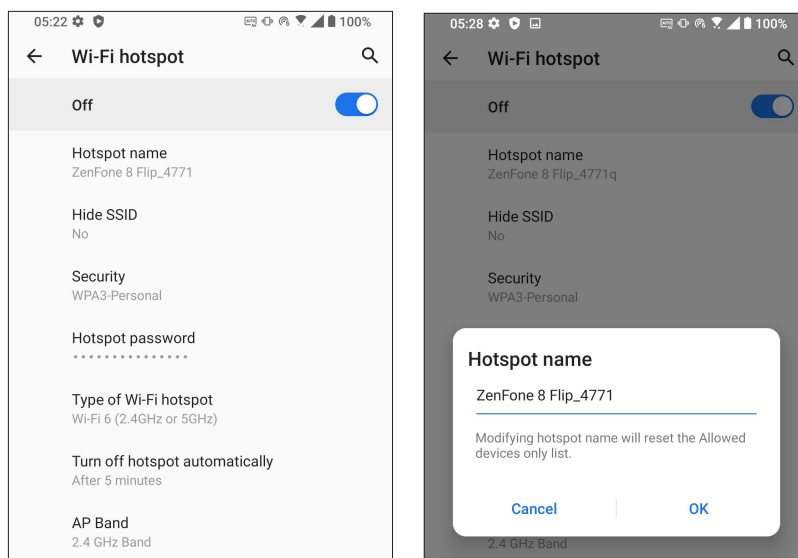 05:22 100%
Wi-Fi hotspot
Off
Hotspot name
ZenFone 8 Flip_4771
Hide SSID
No
Security
WPA3-Personal
Hotspot password
Type of Wi-Fi hotspot
Wi-Fi 6 (2.4GHz or 5GHz)
Turn off hotspot automatically
After 5 minutes
AP Band
2.4 GHz Band
05:28 100%
Wi-Fi hotspot
Off
Hotspot name
ZenFone 8 Flip_4771q
Hide SSID
No
Security
WPA3-Personal
Hotspot name
ZenFone 8 Flip_4771
Modifying hotspot name will reset the Allowed
devices only list.
Cancel OK
2.4 GHz Band